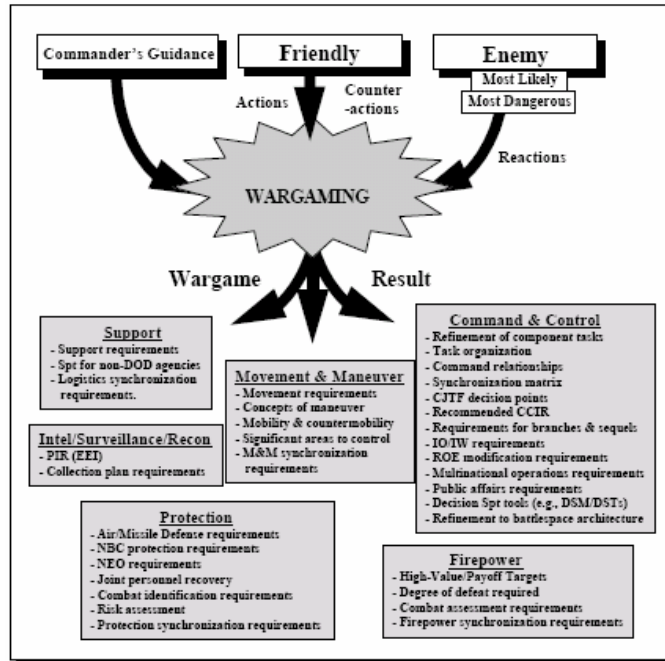 Commander's Guidance
Friendly
Enemy
Most Likely
Most Dangerous
Actions
Counter
-actions
Reactions
WARGAMING
Wargame
Result
Support
- Support requirements
- Spt for non-DOD agencies
- Logistics synchronization
requirements.
Intel/Surveillance/Recon
- PIR (EEI)
- Collection plan requirements
Movement & Maneuver
- Movement requirements
- Concepts of maneuver
- Mobility & countermobility
- Significant areas to control
- M&M synchronization
requirements
Command & Control
- Refinement of component tasks
- Task organization
- Command relationships
- Synchronization matrix
- CJTF decision points
- Recommended CCIR
- Requirements for branches & sequels
- IO/IW requirements
- ROE modification requirements
- Multinational operations requirements
- Public affairs requirements
- Decision Spt tools (e.g., DSM/DSTs)
- Refinement to battlespace architecture
Protection
- Air/Missile Defense requirements
- NBC protection requirements
- NEO requirements
- Joint personnel recovery
- Combat identification requirements
- Risk assessment
- Protection synchronization requirements
Firepower
- High-Value/Payoff Targets
- Degree of defeat required
- Combat assessment requirements
- Firepower synchronization requirements